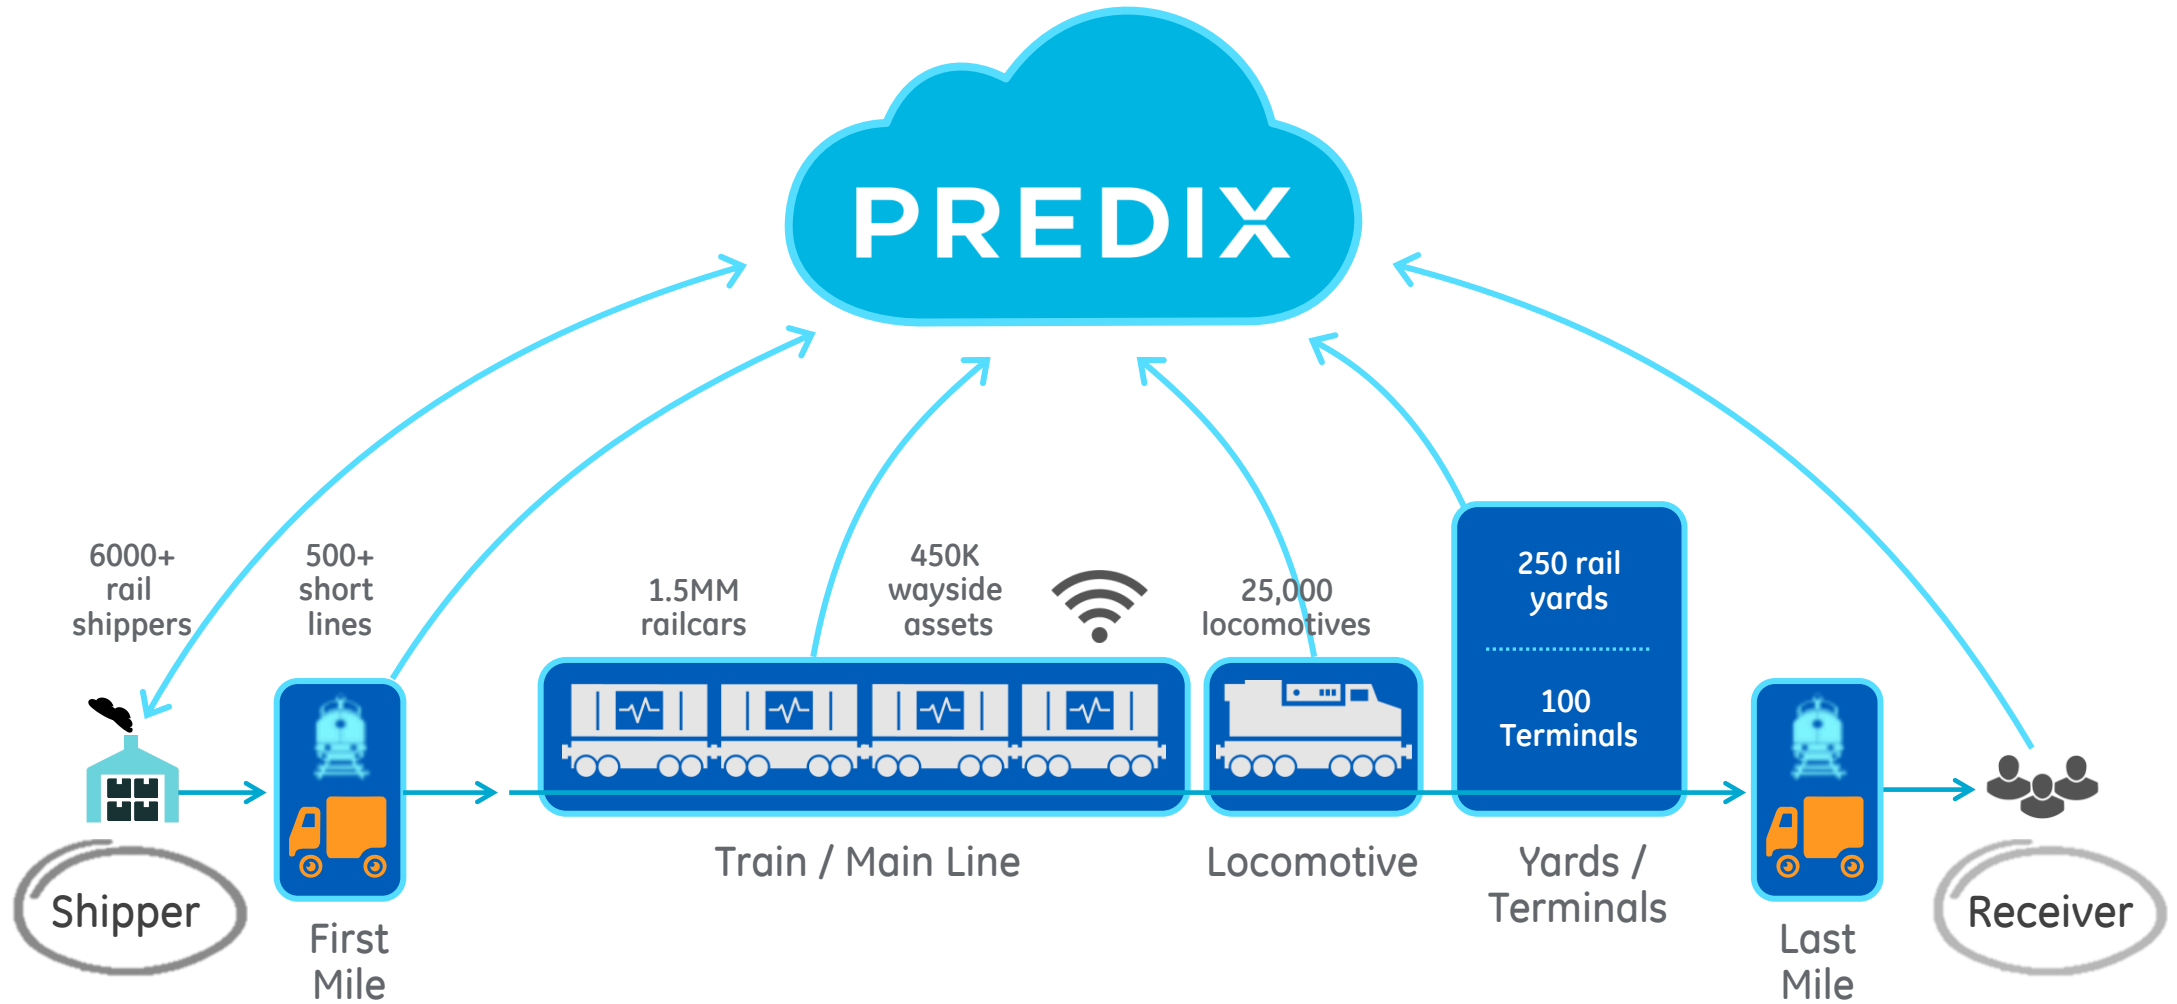 PREDIX
6000+
rail
shippers
500+
short
lines
1.5MM
railcars
450K
wayside
assets
25,000
locomotives
250 rail
yards
100
Terminals
Shipper
First
Mile
Train / Main Line
Locomotive
Yards /
Terminals
Last
Mile
Receiver